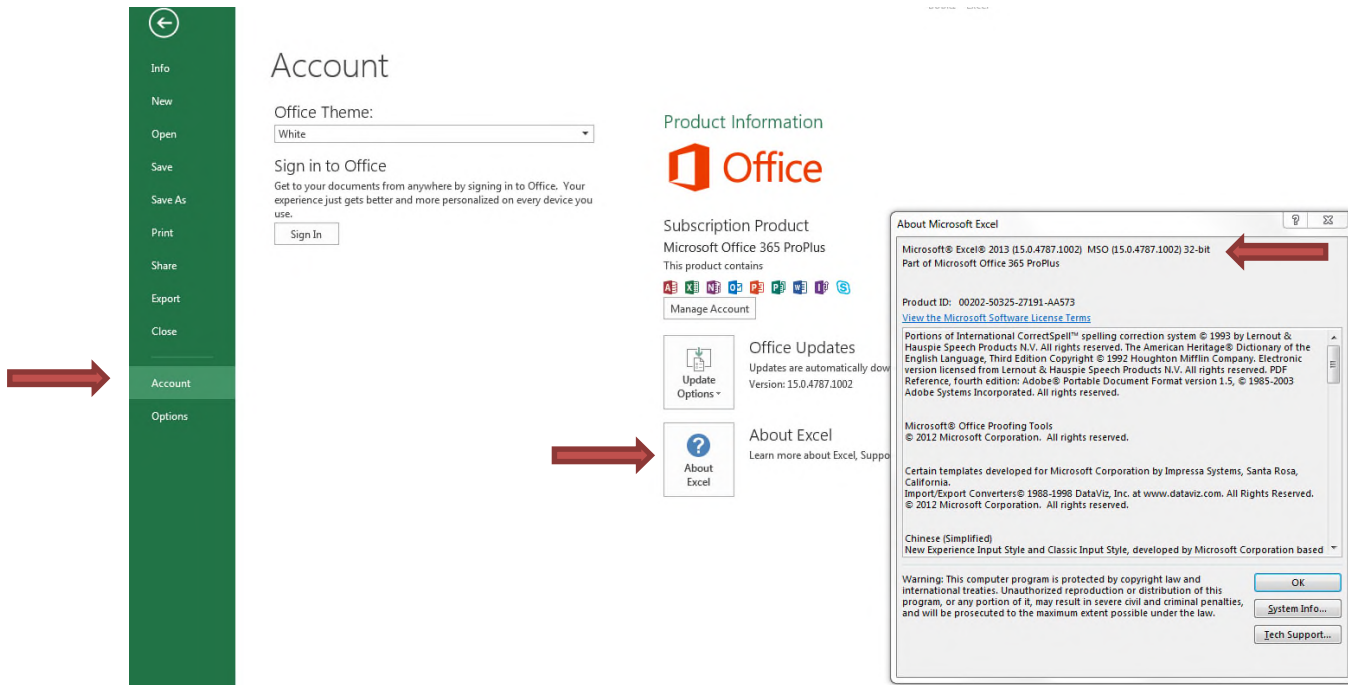 Info
New
Open
Save
Save As
Print
Share
Export
Close
Account
Options
Account
Office Theme:
White
Sign in to Office
Get to your documents from anywhere by signing in to Office. Your
experience just gets better and more personalized on every device you
use.
Sign In
Product Information
Office
Subscription Product
Microsoft Office 365 ProPlus
This product contains
Manage Account
Update
Options
Office Updates
Updates are automatically dow
Version: 15.0.4787.1002
About
Excel
About Excel
Learn more about Excel, Suppo
About Microsoft Excel
Microsoft® Excel® 2013 (15.0.4787.1002) MSO (15.0.4787.1002) 32-bit
Part of Microsoft Office 365 ProPlus
Product ID: 00202-50325-27191-AA573
View the Microsoft Software License Terms
Portions of International CorrectSpell™ spelling correction system © 1993 by Lernout &
Hauspie Speech Products N.V. All rights reserved. The American Heritage® Dictionary of the
English Language, Third Edition Copyright © 1992 Houghton Mifflin Company. Electronic
version licensed from Lernout & Hauspie Speech Products N.V. All rights reserved. PDF
Reference, fourth edition: Adobe® Portable Document Format version 1.5, © 1985-2003
Adobe Systems Incorporated. All rights reserved.
Microsoft® Office Proofing Tools
© 2012 Microsoft Corporation. All rights reserved.
Certain templates developed for Microsoft Corporation by Impressa Systems, Santa Rosa,
California.
Import/Export Converters© 1988-1998 DataViz, Inc. at www.dataviz.com. All Rights Reserved.
© 2012 Microsoft Corporation. All rights reserved.
Chinese (Simplified)
New Experience Input Style and Classic Input Style, developed by Microsoft Corporation based
Warning: This computer program is protected by copyright law and
international treaties. Unauthorized reproduction or distribution of this
program, or any portion of it, may result in severe civil and criminal penalties,
and will be prosecuted to the maximum extent possible under the law.
OK
System Info...
Tech Support...